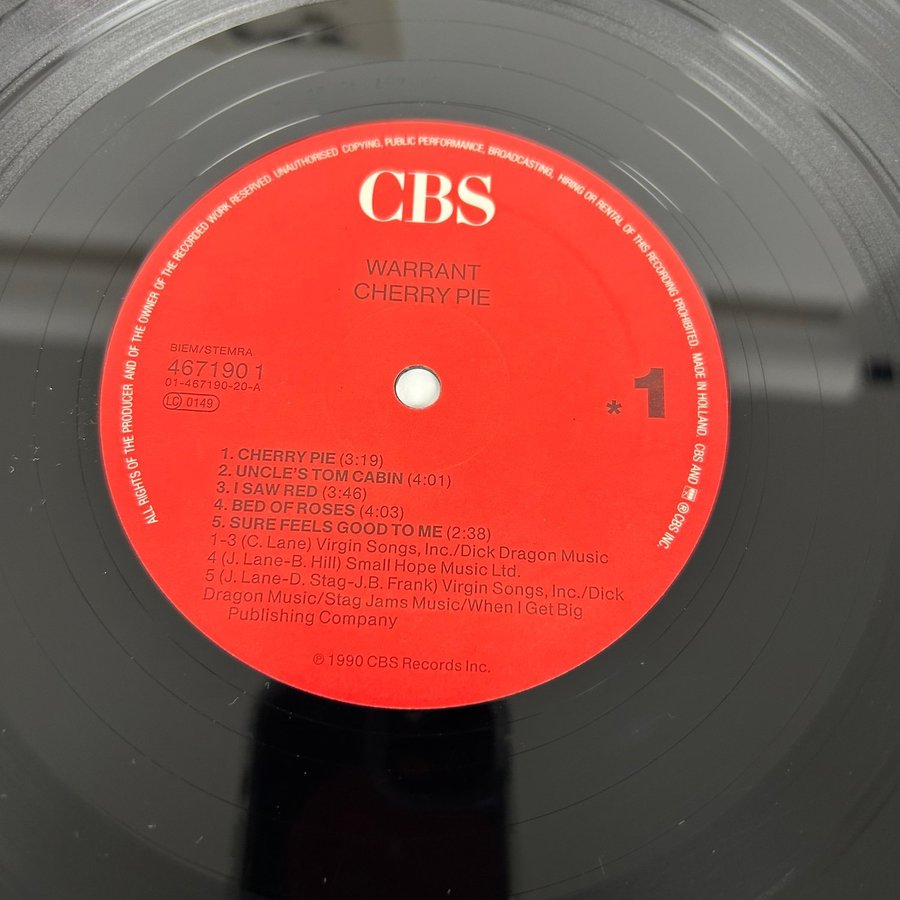 ALL RIGHTS OF THE PRODUCER AND OF THE OWNER OF THE RECORDED WORK RESERVED. UNAUTHORISED COPYING, PUBLIC PERFORMANCE, BROADCASTING, HIRING OR RENTAL OF THIS RECORDING PROHIBITED. MADE IN HOLLAND. CBS AND ℗ CBS INC.
CBS
WARRANT
CHERRY PIE
BIEM/STEMRA
467190 1
01-467190-20-A
LC 0149
* 1
1. CHERRY PIE (3:19)
2. UNCLE'S TOM CABIN (4:01)
3. I SAW RED (3:46)
4. BED OF ROSES (4:03)
5. SURE FEELS GOOD TO ME (2:38)
1-3 (C. Lane) Virgin Songs, Inc./Dick Dragon Music
4 (J. Lane-B. Hill) Small Hope Music Ltd.
5 (J. Lane-D. Stag-J.B. Frank) Virgin Songs, Inc./Dick
Dragon Music/Stag Jams Music/When I Get Big
Publishing Company
℗ 1990 CBS Records Inc.